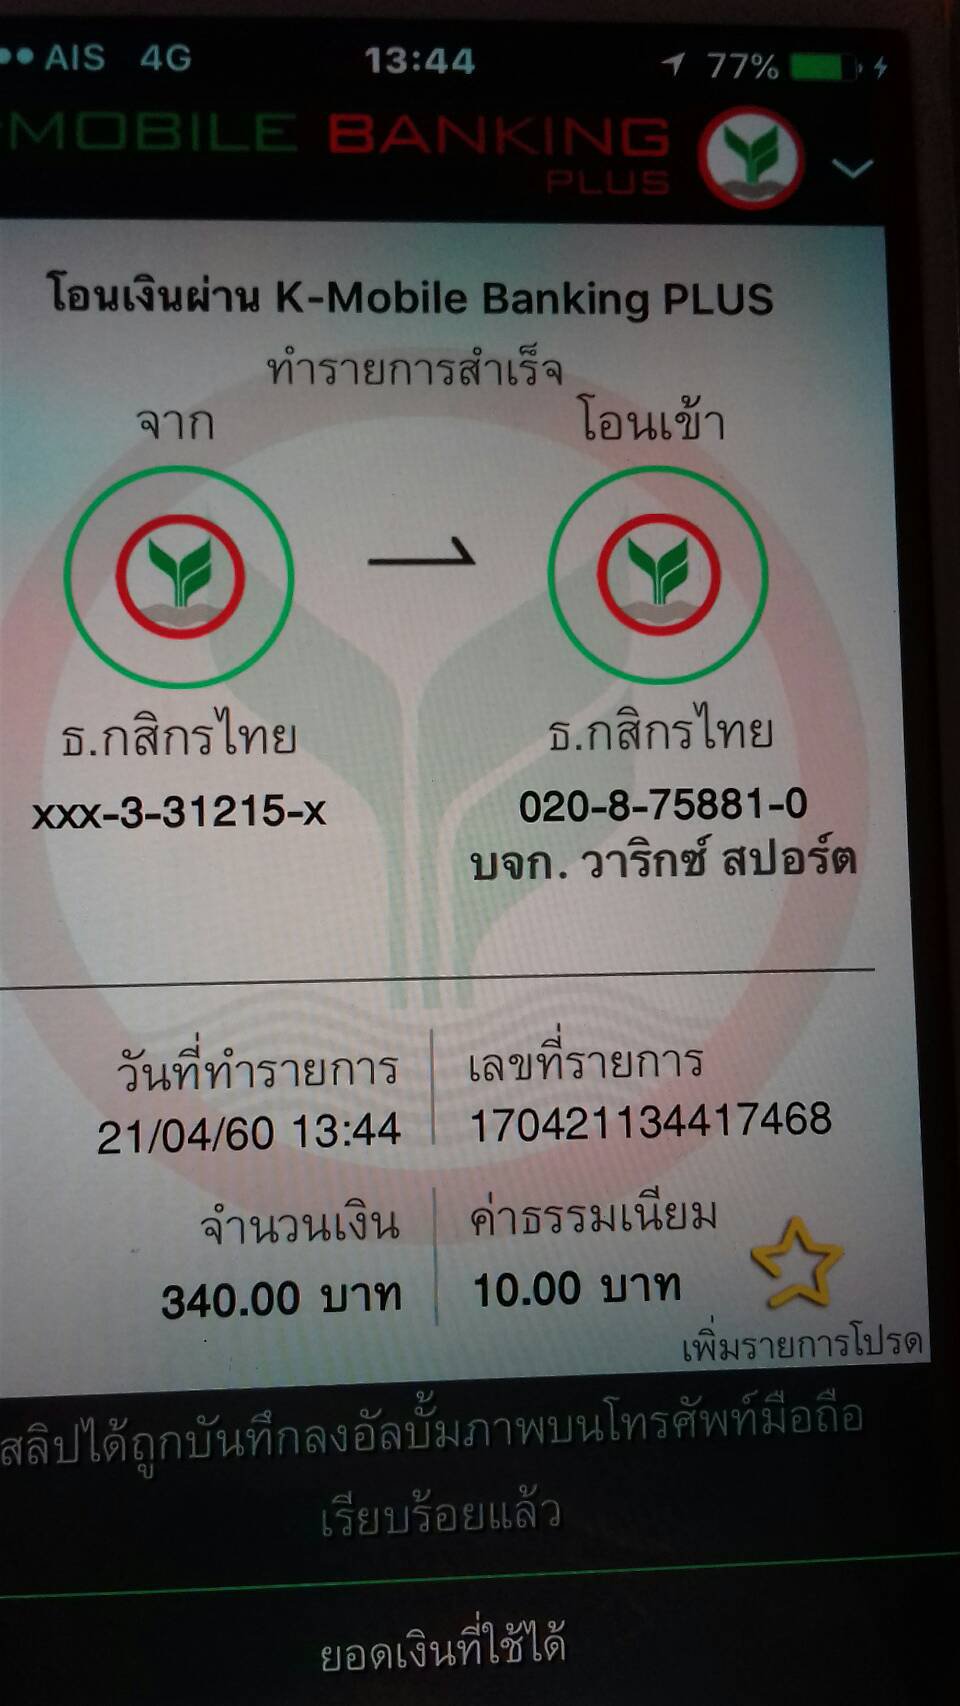 AIS 4G 13:44 77%
MOBILE BANKING
PLUS
โอนเงินผ่าน K-Mobile Banking PLUS
ทำรายการสำเร็จ
จาก โอนเข้า
ธ.กสิกรไทย ธ.กสิกรไทย
xxx-3-31215-x 020-8-75881-0
บจก. วาริกซ์ สปอร์ต
วันที่ทำรายการ เลขที่รายการ
21/04/60 13:44 170421134417468
จำนวนเงิน ค่าธรรมเนียม
340.00 บาท 10.00 บาท
เพิ่มรายการโปรด
สลิปได้ถูกบันทึกลงอัลบั้มภาพบนโทรศัพท์มือถือ
เรียบร้อยแล้ว
ยอดเงินที่ใช้ได้